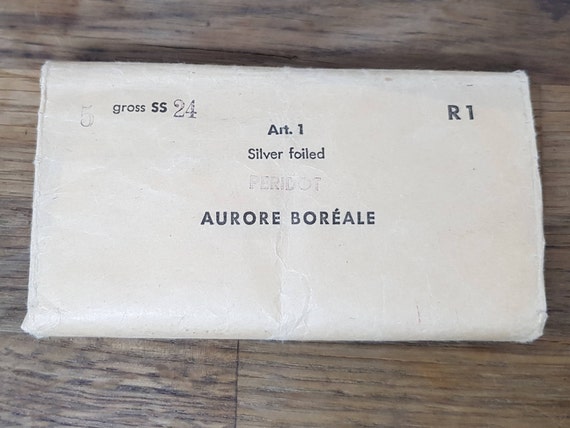 5 gross SS 24 R1
Art. 1
Silver foiled
PERIDOT
AURORE BORÉALE